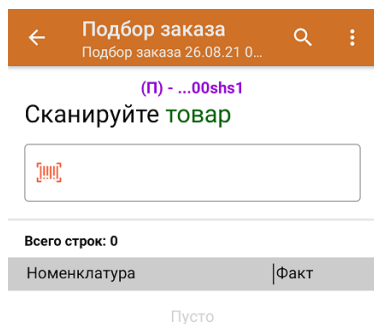 Подбор заказа
Подбор заказа 26.08.21 0...
(П) - ...00shs1
Сканируйте товар
Всего строк: 0
Номенклатура Факт
Пусто